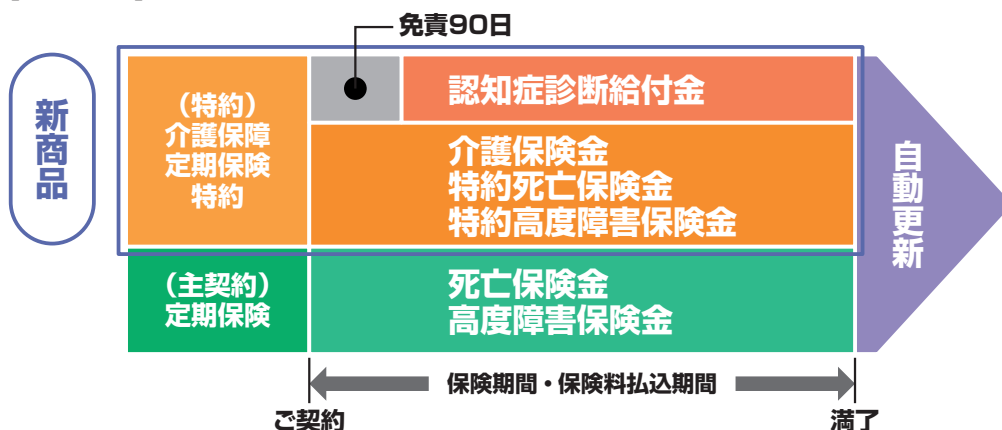 免責90日
新商品
（特約）
介護保障
定期保険
特約
認知症診断給付金
介護保険金
特約死亡保険金
特約高度障害保険金
（主契約）
定期保険
死亡保険金
高度障害保険金
自動更新
保険期間・保険料払込期間
ご契約
満了